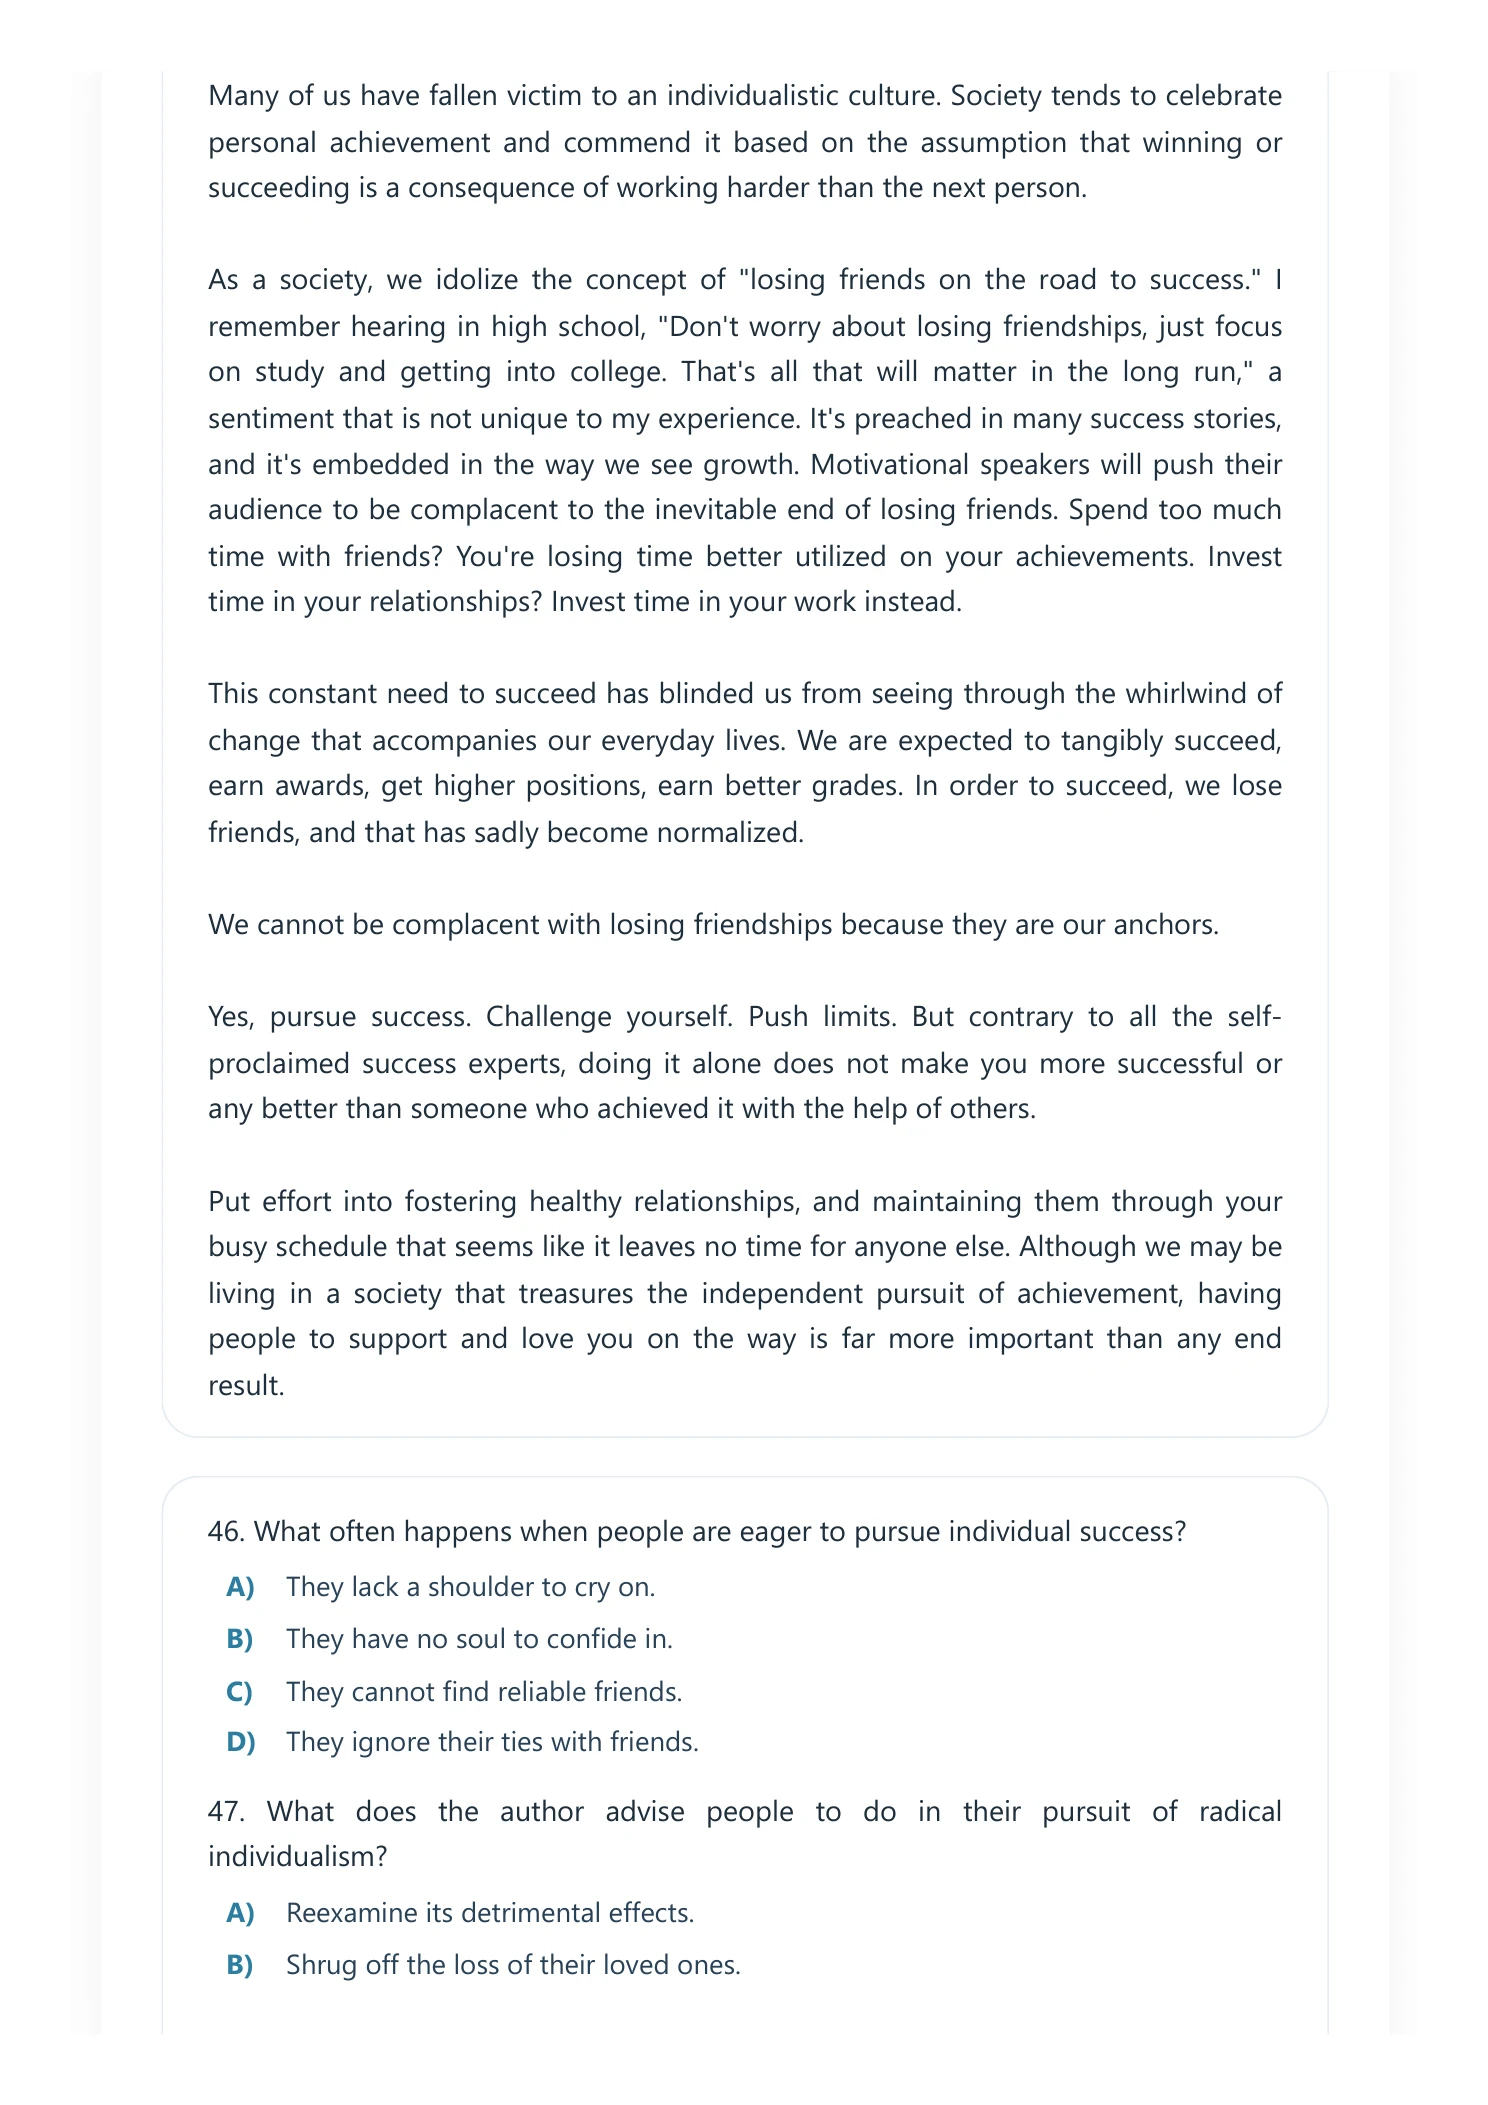 Many of us have fallen victim to an individualistic culture. Society tends to celebrate
personal achievement and commend it based on the assumption that winning or
succeeding is a consequence of working harder than the next person.
As a society, we idolize the concept of "losing friends on the road to success." I
remember hearing in high school, "Don't worry about losing friendships, just focus
on study and getting into college. That's all that will matter in the long run," a
sentiment that is not unique to my experience. It's preached in many success stories,
and it's embedded in the way we see growth. Motivational speakers will push their
audience to be complacent to the inevitable end of losing friends. Spend too much
time with friends? You're losing time better utilized on your achievements. Invest
time in your relationships? Invest time in your work instead.
This constant need to succeed has blinded us from seeing through the whirlwind of
change that accompanies our everyday lives. We are expected to tangibly succeed,
earn awards, get higher positions, earn better grades. In order to succeed, we lose
friends, and that has sadly become normalized.
We cannot be complacent with losing friendships because they are our anchors.
Yes, pursue success. Challenge yourself. Push limits. But contrary to all the self-
proclaimed success experts, doing it alone does not make you more successful or
any better than someone who achieved it with the help of others.
Put effort into fostering healthy relationships, and maintaining them through your
busy schedule that seems like it leaves no time for anyone else. Although we may be
living in a society that treasures the independent pursuit of achievement, having
people to support and love you on the way is far more important than any end
result.
46. What often happens when people are eager to pursue individual success?
A) They lack a shoulder to cry on.
B) They have no soul to confide in.
C) They cannot find reliable friends.
D) They ignore their ties with friends.
47. What does the author advise people to do in their pursuit of radical
individualism?
A) Reexamine its detrimental effects.
B) Shrug off the loss of their loved ones.